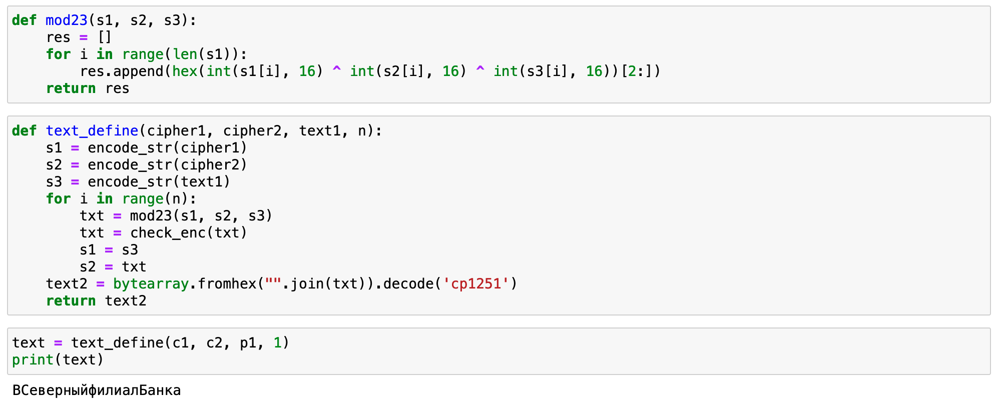 def mod23(s1, s2, s3):
    res = []
    for i in range(len(s1)):
        res.append(hex(int(s1[i], 16) ^ int(s2[i], 16) ^ int(s3[i], 16))[2:])
    return res
def text_define(cipher1, cipher2, text1, n):
    s1 = encode_str(cipher1)
    s2 = encode_str(cipher2)
    s3 = encode_str(text1)
    for i in range(n):
        txt = mod23(s1, s2, s3)
        txt = check_enc(txt)
        s1 = s3
        s2 = txt
    text2 = bytearray.fromhex("".join(txt)).decode('cp1251')
    return text2
text = text_define(c1, c2, p1, 1)
print(text)
ВСеверныйфилиалБанка